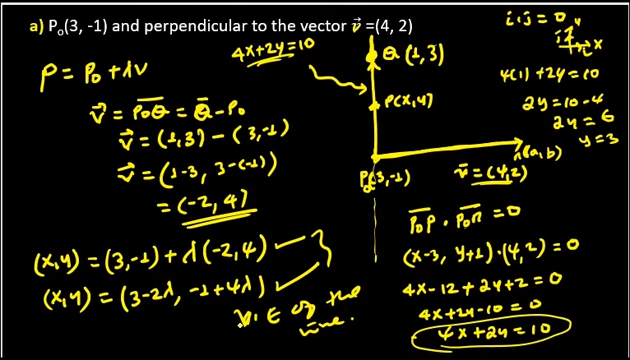 a) P₀(3, -1) and perpendicular to the vector v⃗ =(4, 2)
P = P₀ + λv
v⃗ = P₀Q = Q - P₀
v⃗ = (1,3) - (3,-1)
v⃗ = (1-3, 3-(-1))
= (-2, 4)
(x,y) = (3,-1) + λ(-2,4)
(x,y) = (3-2λ, -1+4λ)
V. E of the line.
4x+2y=10
Q (1,3)
P(x,y)
P₀(3,-1)
n(a,b)
v = (4,2)
P₀P · P₀n = 0
(x-3, y+1)·(4,2) = 0
4x-12+2y+2=0
4x+2y-10=0
4x+2y=10
i.j=0
y
x
4(1)+2y=10
2y=10-4
2y=6
y=3